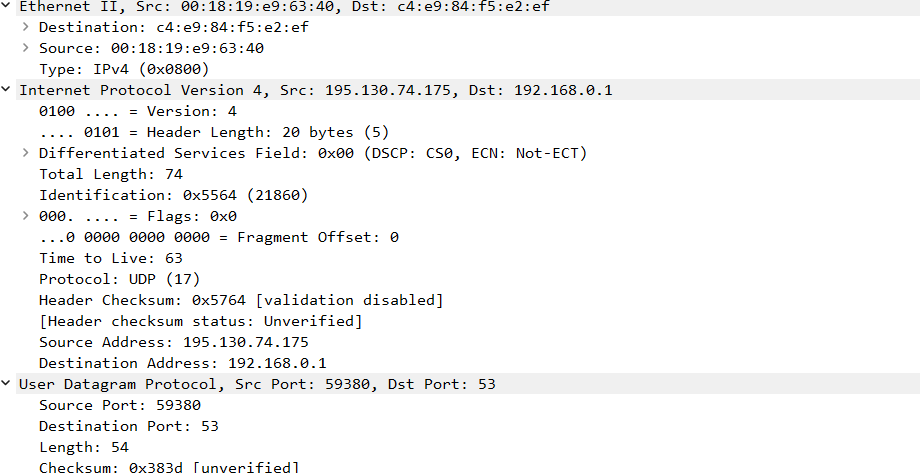 Ethernet II, Src: 00:18:19:e9:63:40, Dst: c4:e9:84:f5:e2:ef
Destination: c4:e9:84:f5:e2:ef
Source: 00:18:19:e9:63:40
Type: IPv4 (0x0800)
Internet Protocol Version 4, Src: 195.130.74.175, Dst: 192.168.0.1
0100 .... = Version: 4
.... 0101 = Header Length: 20 bytes (5)
Differentiated Services Field: 0x00 (DSCP: CS0, ECN: Not-ECT)
Total Length: 74
Identification: 0x5564 (21860)
000. .... = Flags: 0x0
...0 0000 0000 0000 = Fragment Offset: 0
Time to Live: 63
Protocol: UDP (17)
Header Checksum: 0x5764 [validation disabled]
[Header checksum status: Unverified]
Source Address: 195.130.74.175
Destination Address: 192.168.0.1
User Datagram Protocol, Src Port: 59380, Dst Port: 53
Source Port: 59380
Destination Port: 53
Length: 54
Checksum: 0x383d [unverified]